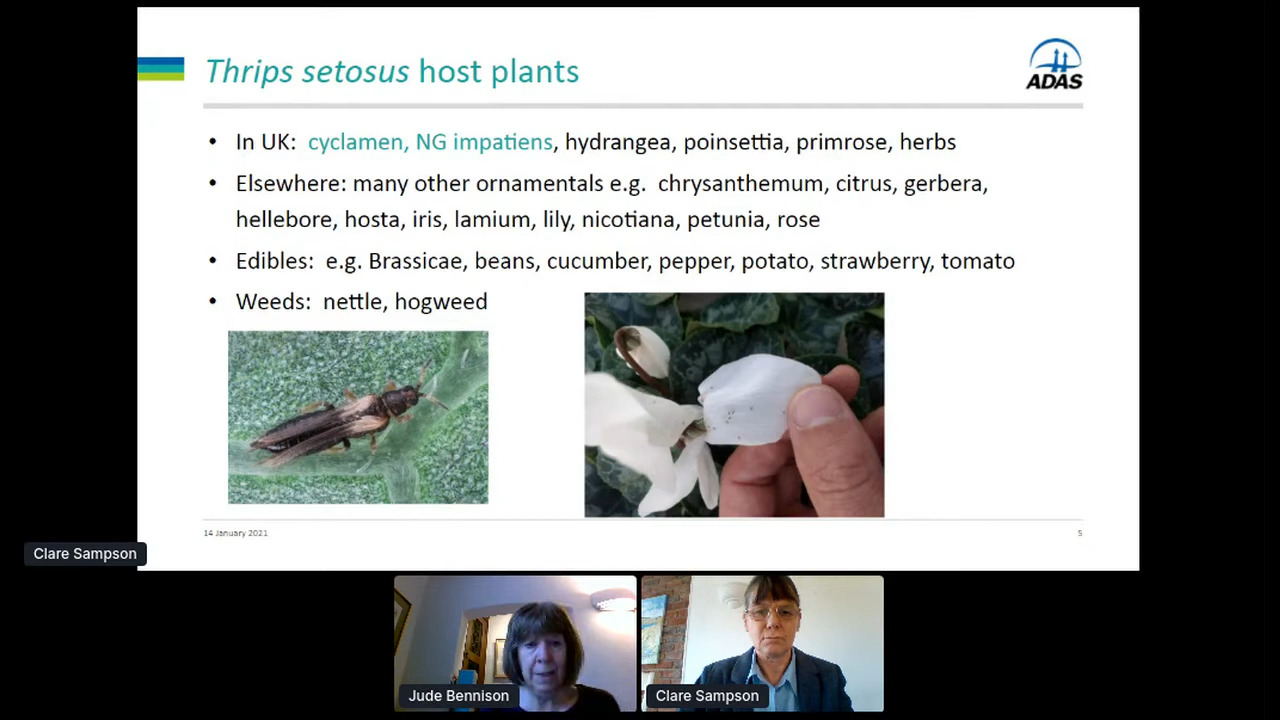 Thrips setosus host plants
ADAS
• In UK: cyclamen, NG impatiens, hydrangea, poinsettia, primrose, herbs
• Elsewhere: many other ornamentals e.g. chrysanthemum, citrus, gerbera,
hellebore, hosta, iris, lamium, lily, nicotiana, petunia, rose
• Edibles: e.g. Brassicae, beans, cucumber, pepper, potato, strawberry, tomato
• Weeds: nettle, hogweed
14 January 2021
5
Clare Sampson
Jude Bennison
Clare Sampson